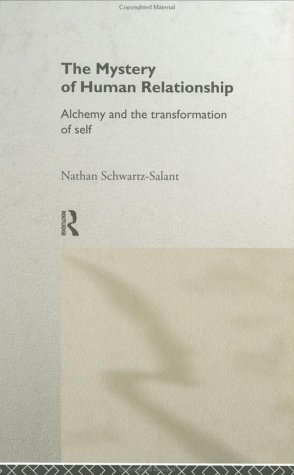 Copyrighted Material
The Mystery
of Human Relationship
Alchemy and the transformation
of self
Nathan Schwartz-Salant
ROUTLEDGE